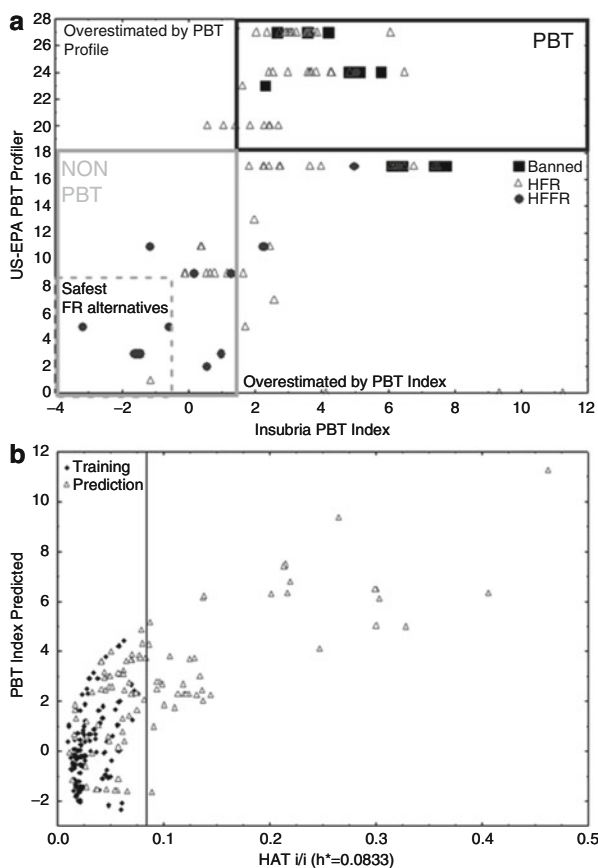 a
28
26
24
22
20
18
16
14
12
10
8
6
4
2
0
US-EPA PBT Profiler
Overestimated by PBT
Profile
PBT
NON
PBT
Banned
HFR
HFFR
Safest
FR alternatives
Overestimated by PBT Index
−4
−2
0
2
4
6
8
10
12
Insubria PBT Index
b
12
10
8
6
4
2
0
−2
PBT Index Predicted
Training
Prediction
0.0
0.1
0.2
0.3
0.4
0.5
HAT i/i (h*=0.0833)